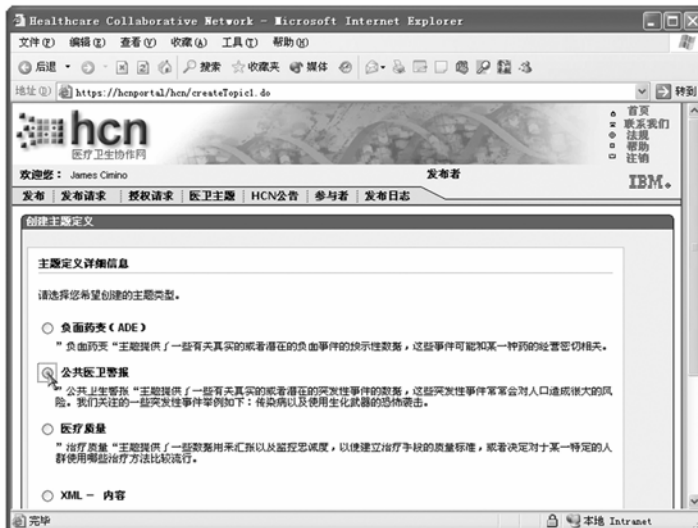 Healthcare Collaborative Network - Microsoft Internet Explorer
文件(F) 编辑(E) 查看(V) 收藏(A) 工具(T) 帮助(H)
后退 搜索 收藏夹 媒体
地址(D) https://hcnportal/hcn/createTopic1.do 转到
hcn
医疗卫生协作网
首页
联系我们
法规
帮助
注销
欢迎您： James Cimino 发布者
IBM.
发布 发布请求 授权请求 医卫主题 HCN公告 参与者 发布日志
创建主题定义
主题定义详细信息
请选择您希望创建的主题类型。
负面药变(ADE)
"负面药变"主题提供了一些有关真实的或者潜在的负面事件的预示性数据，这些事件可能和某一种药的经营密切相关。
公共医卫警报
"公共卫生警报"主题提供了一些有关真实的或者潜在的突发性事件的数据，这些突发性事件常常会对人口造成很大的风
险。我们关注的一些突发性事件举例如下：传染病以及使用生化武器的恐怖袭击。
医疗质量
"治疗质量"主题提供了一些数据用来汇报以及监控忠诚度，以便建立治疗手段的质量标准，或者决定对于某一特定的人
群使用哪些治疗方法比较流行。
XML - 内容
完毕 本地 Intranet